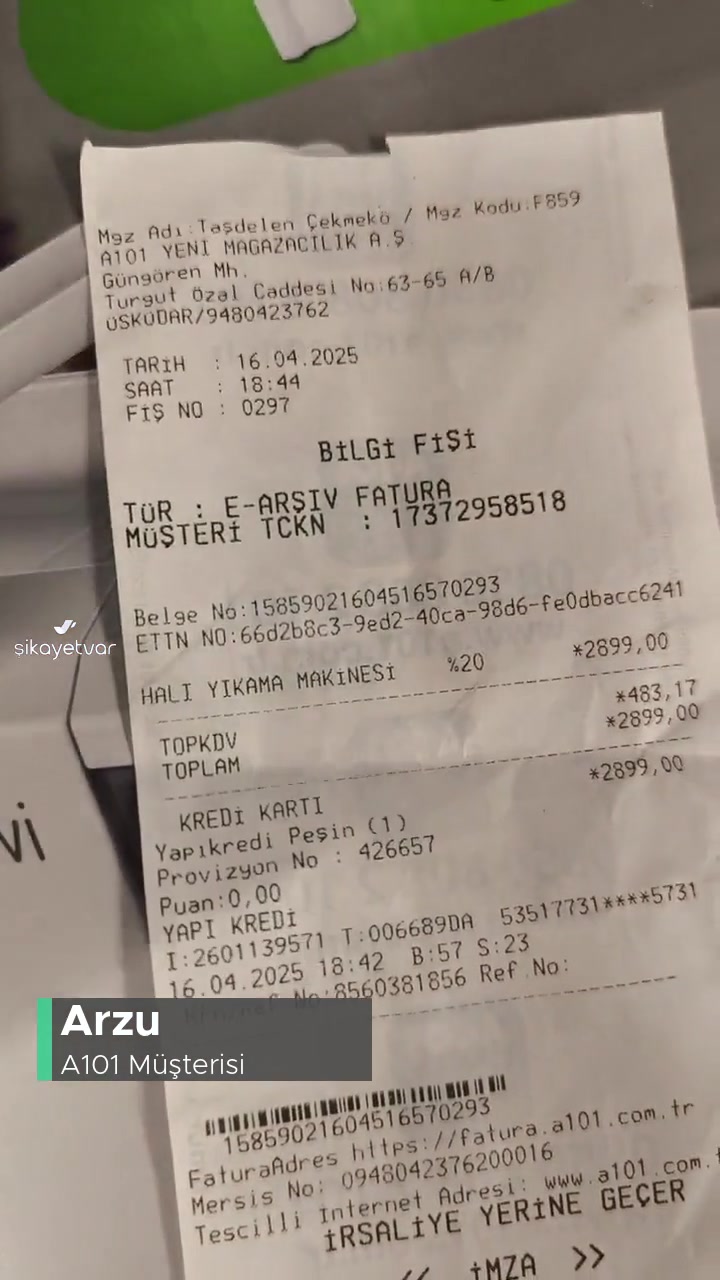 Mgz Adı:Taşdelen Çekmekö / Mgz Kodu:F859
A101 YENİ MAGAZACILIK A.Ş
Güngören Mh.
Turgut Özal Caddesi No:63-65 A/B
ÜSKÜDAR/9480423762
TARİH : 16.04.2025
SAAT : 18:44
FİŞ NO : 0297
BİLGİ FİŞİ
TÜR : E-ARŞIV FATURA
MÜŞTERİ TCKN : 17372958518
Belge No:15859021604516570293
ETTN NO:66d2b8c3-9ed2-40ca-98d6-fe0dbacc6241
HALI YIKAMA MAKİNESİ %20 *2899,00
TOPKDV *483,17
TOPLAM *2899,00
KREDİ KARTI *2899,00
Yapıkredi Peşin (1)
Provizyon No : 426657
Puan:0,00
YAPI KREDİ
I:2601139571 T:006689DA 53517731****5731
16.04.2025 18:42 B:57 S:23
No:8560381856 Ref No:
şikayetvar
Vİ
Arzu
A101 Müşterisi
15859021604516570293
FaturaAdres https://fatura.a101.com.tr
Mersis No: 0948042376200016
Tescilli İnternet Adresi: www.a101.com.t
İRSALİYE YERİNE GEÇER
<< İMZA >>